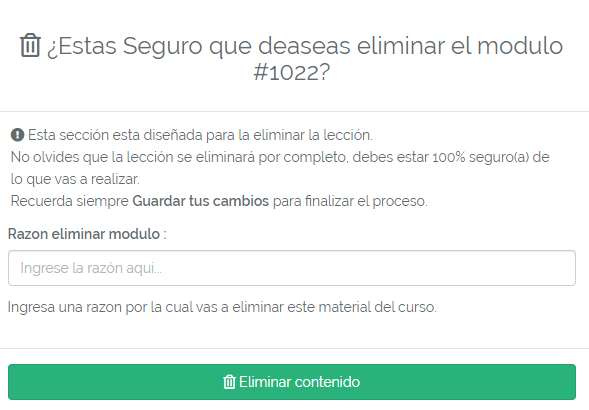 ¿Estas Seguro que deaseas eliminar el modulo
#1022?
Esta sección esta diseñada para la eliminar la lección.
No olvides que la lección se eliminará por completo, debes estar 100% seguro(a) de
lo que vas a realizar.
Recuerda siempre Guardar tus cambios para finalizar el proceso.
Razon eliminar modulo :
Ingrese la razón aqui...
Ingresa una razon por la cual vas a eliminar este material del curso.
Eliminar contenido